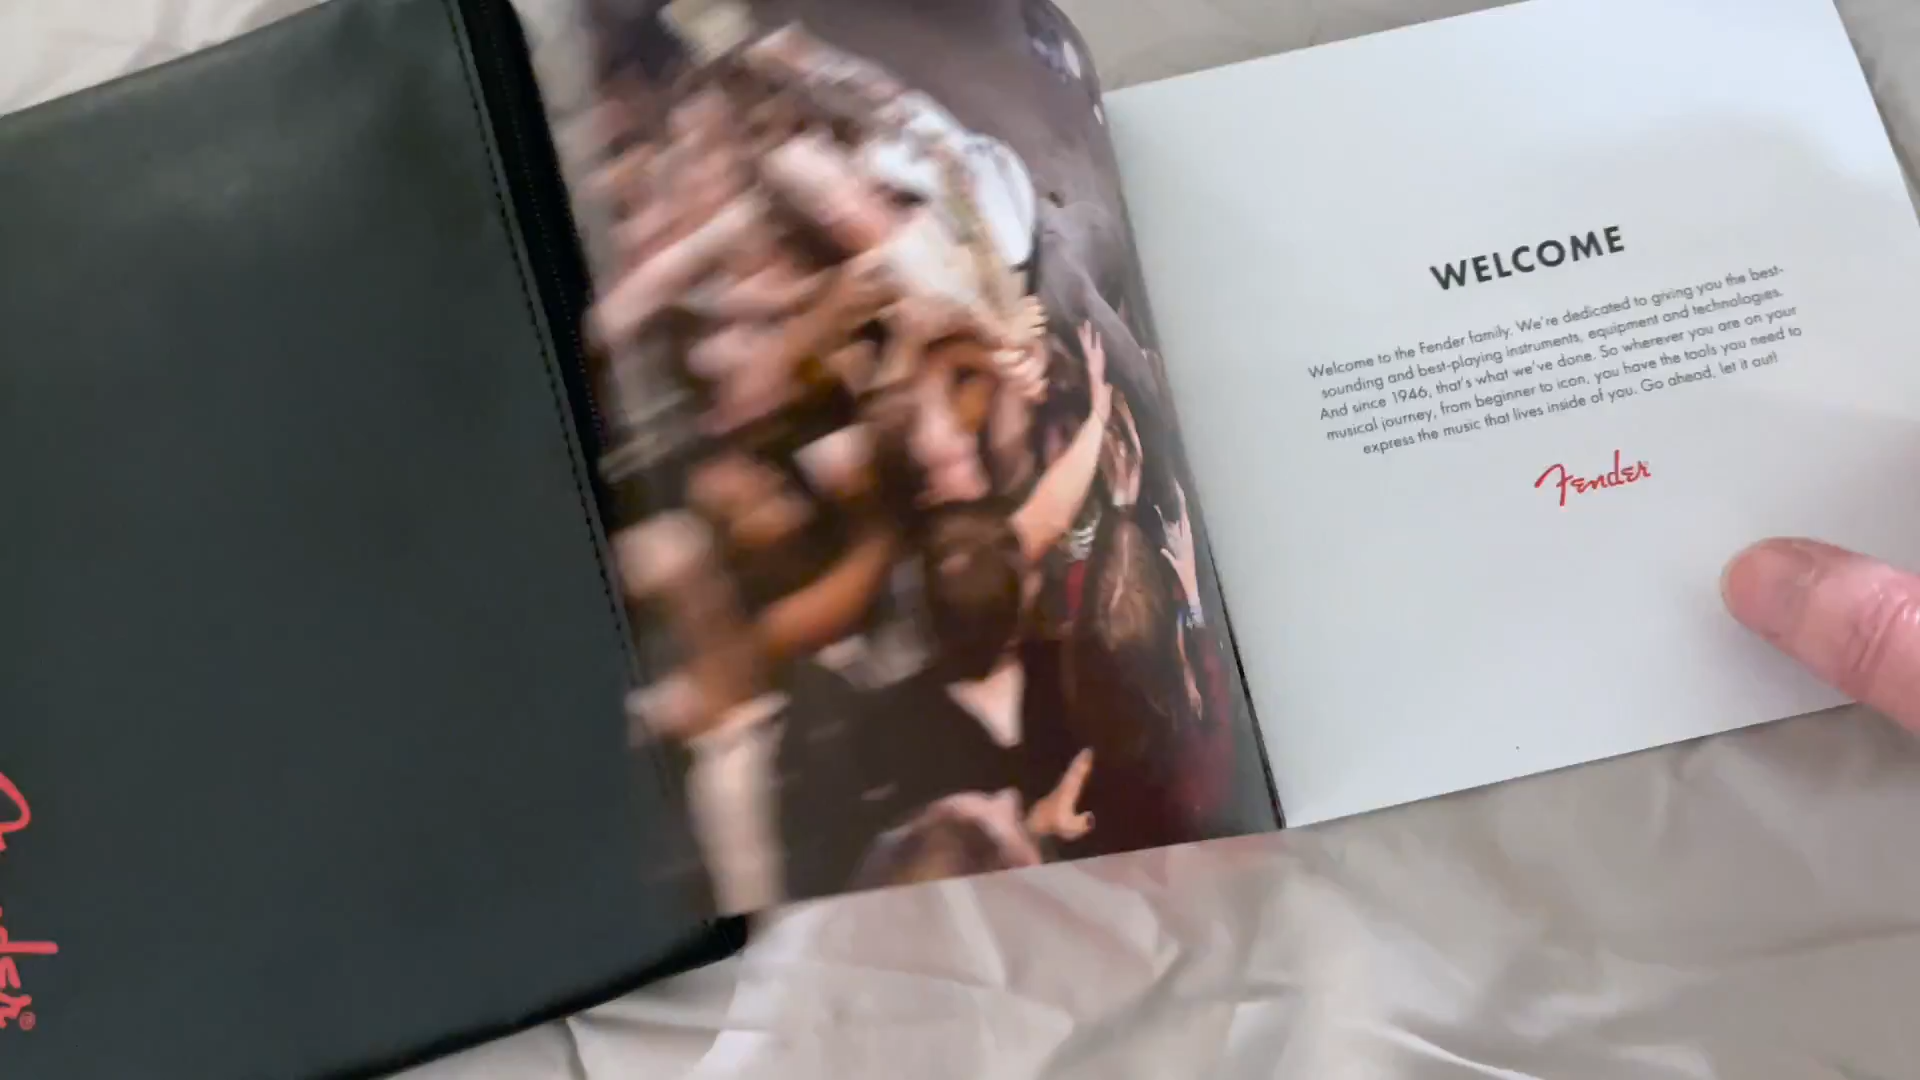 WELCOME
Welcome to the Fender family. We're dedicated to giving you the best-
sounding and best-playing instruments, equipment and technologies.
And since 1946, that's what we've done. So wherever you are on your
musical journey, from beginner to icon, you have the tools you need to
express the music that lives inside of you. Go ahead, let it out!
Fender
Fender®